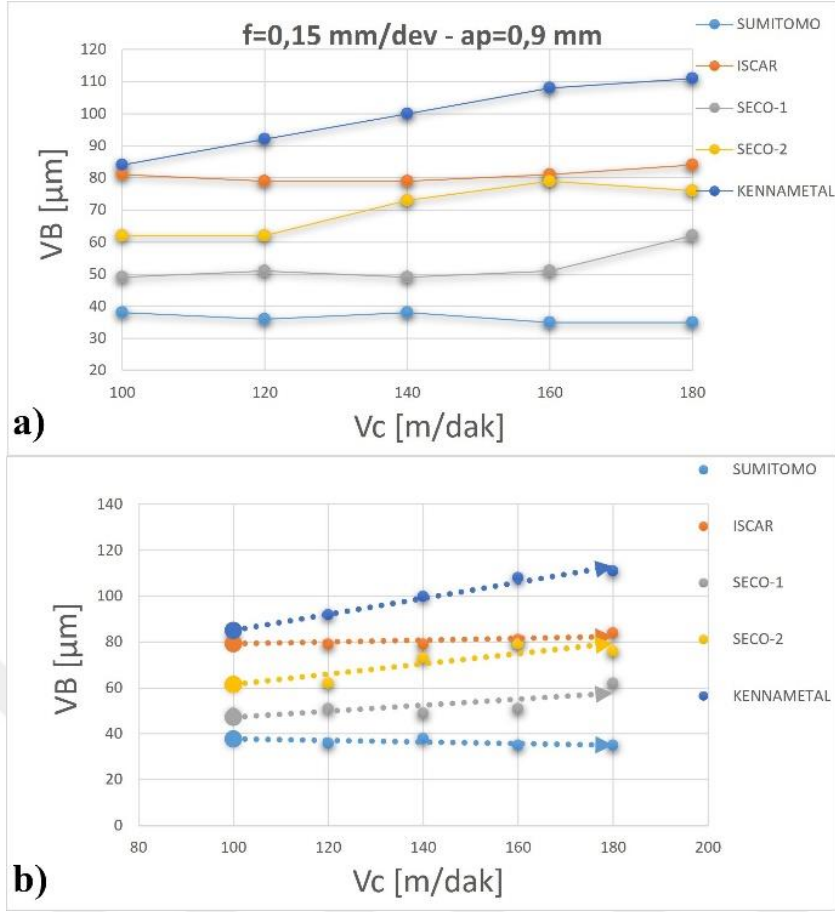 f=0,15 mm/dev - ap=0,9 mm
SUMITOMO
ISCAR
SECO-1
SECO-2
KENNAMETAL
VB [µm]
120
110
100
90
80
70
60
50
40
30
20
100 120 140 160 180
Vc [m/dak]
a)
SUMITOMO
ISCAR
SECO-1
SECO-2
KENNAMETAL
VB [µm]
140
120
100
80
60
40
20
0
80 100 120 140 160 180 200
Vc [m/dak]
b)